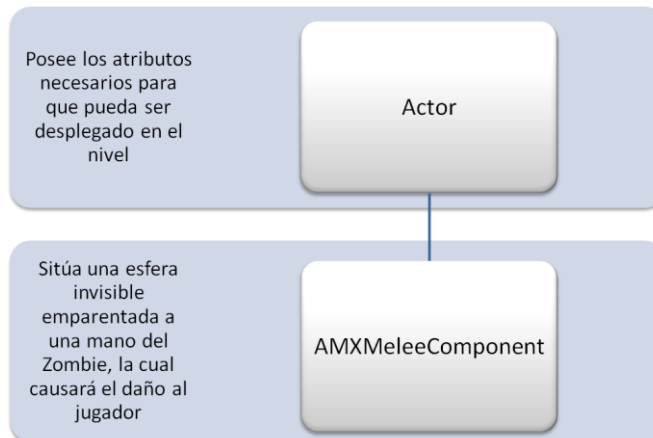 Posee los atributos
necesarios para
que pueda ser
desplegado en el
nivel
Actor
Sitúa una esfera
invisible
emparentada a
una mano del
Zombie, la cual
causará el daño al
jugador
AMXMeleeComponent